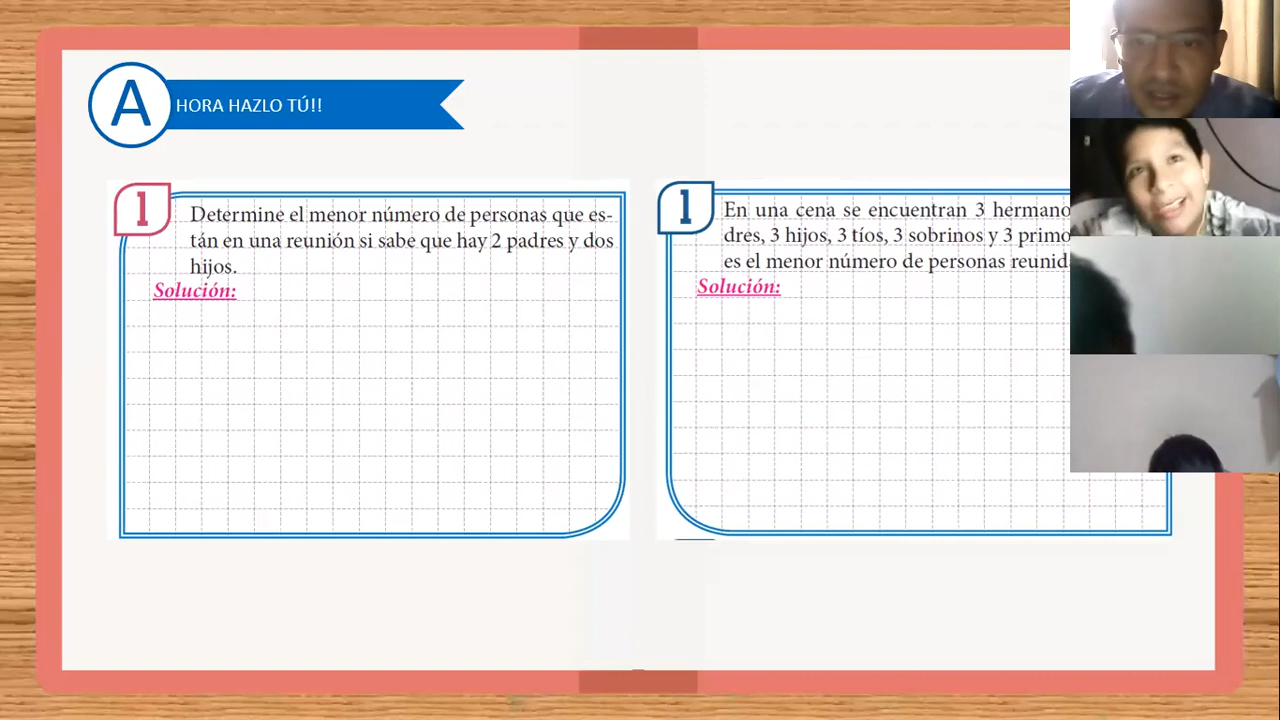 A
HORA HAZLO TÚ!!
1
Determine el menor número de personas que es-
tán en una reunión si sabe que hay 2 padres y dos
hijos.
Solución:
1
En una cena se encuentran 3 hermano
dres, 3 hijos, 3 tíos, 3 sobrinos y 3 primo
es el menor número de personas reunid
Solución: